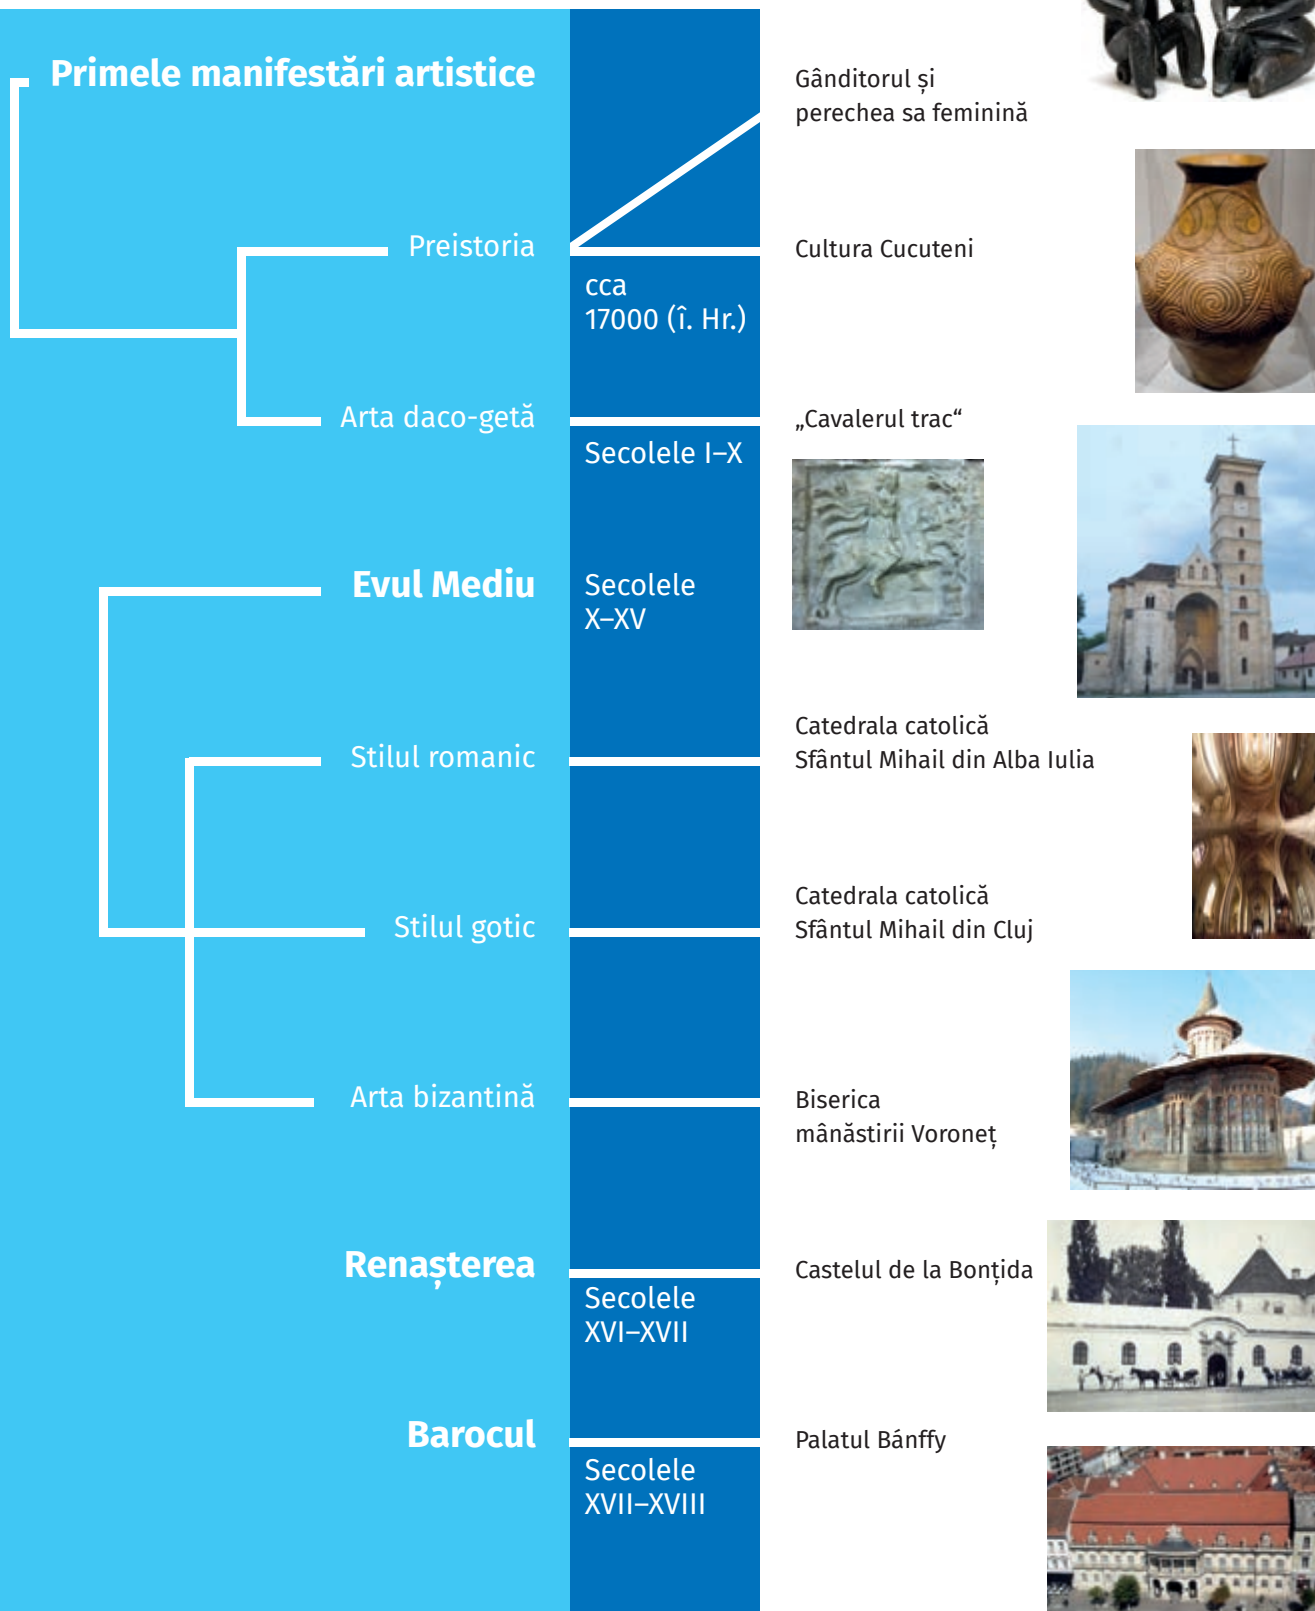 Primele manifestări artistice
Gânditorul și
perechea sa feminină
Preistoria
Cultura Cucuteni
cca
17000 (î. Hr.)
Arta daco-getă
„Cavalerul trac“
Secolele I–X
Evul Mediu
Secolele
X–XV
Stilul romanic
Catedrala catolică
Sfântul Mihail din Alba Iulia
Stilul gotic
Catedrala catolică
Sfântul Mihail din Cluj
Arta bizantină
Biserica
mânăstirii Voroneț
Renașterea
Castelul de la Bonțida
Secolele
XVI–XVII
Barocul
Palatul Bánffy
Secolele
XVII–XVIII